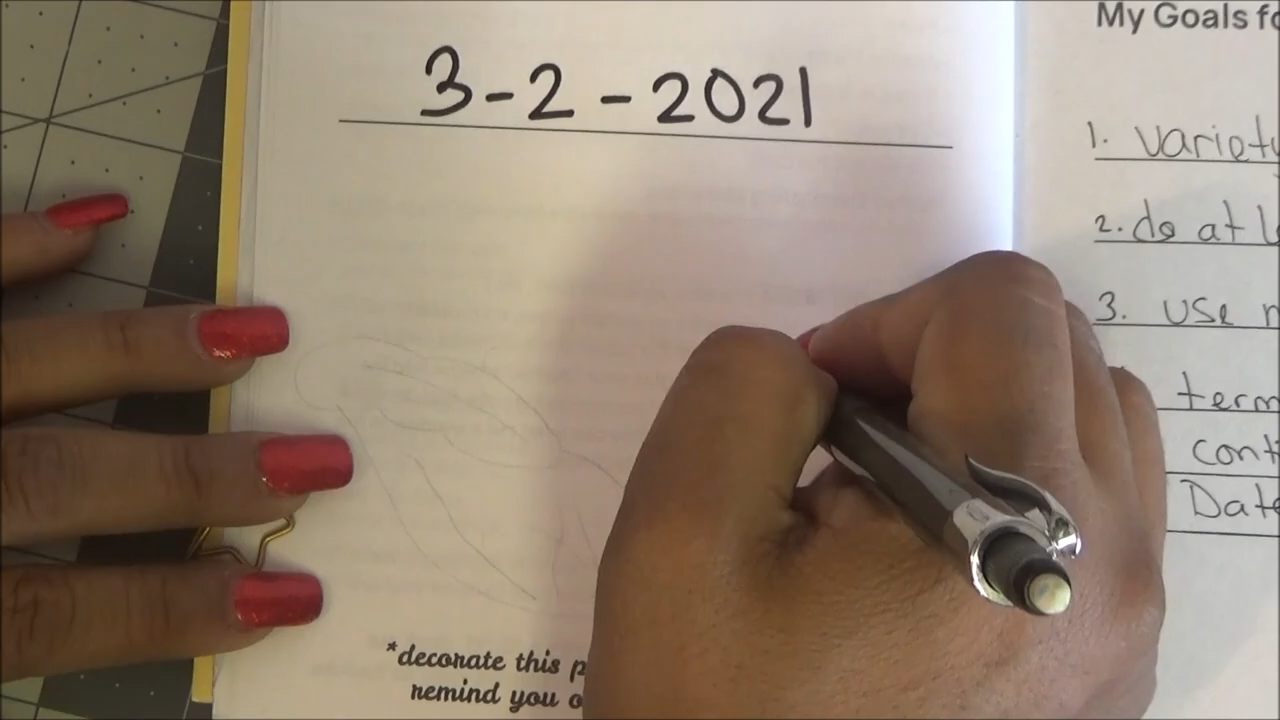 3-2-2021
*decorate this
remind you
My Goals
1. variety
2. do at
3. use
term
cont
Date